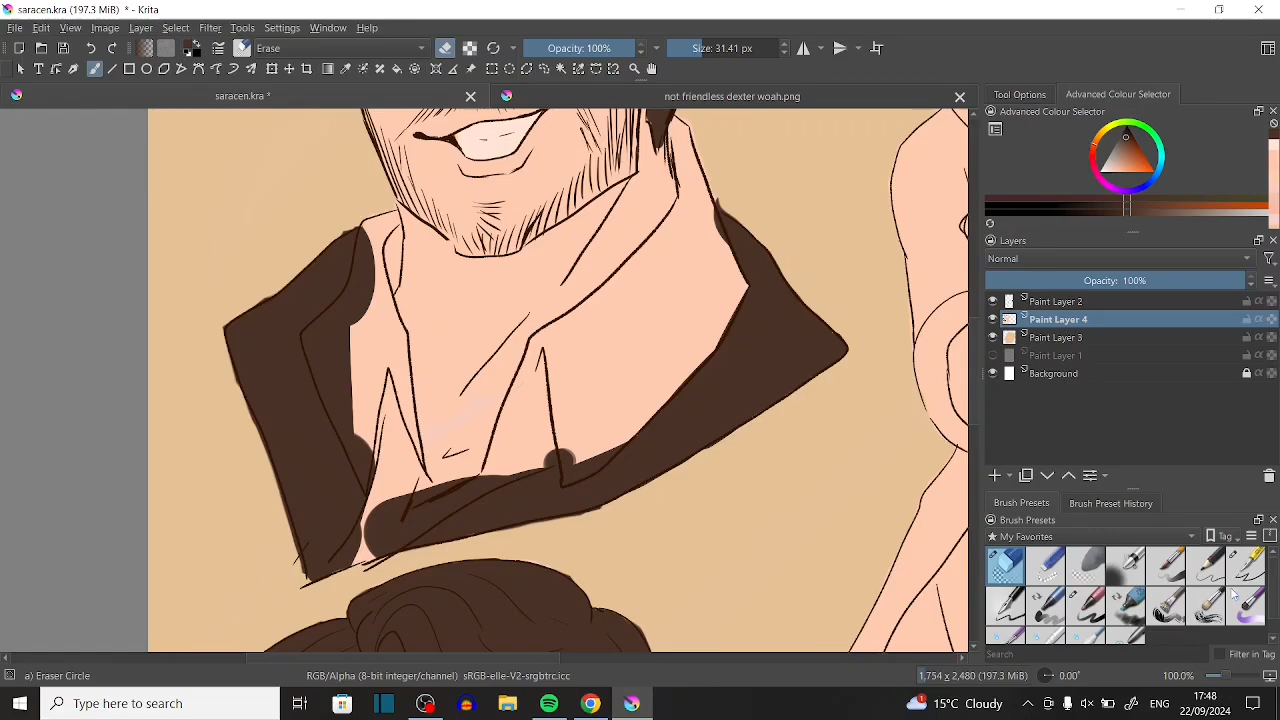 saracen.kra (197.3 MiB) * - Krita
File Edit View Image Layer Select Filter Tools Settings Window Help
Erase Opacity: 100% Size: 31.41 px
saracen.kra * not friendless dexter woah.png
Tool Options Advanced Colour Selector
Advanced Colour Selector
Layers
Normal
Opacity: 100%
Paint Layer 2
Paint Layer 4
Paint Layer 3
Paint Layer 1
Background
Brush Presets Brush Preset History
Brush Presets
My Favorites Tag
Search Filter in Tag
a) Eraser Circle RGB/Alpha (8-bit integer/channel) sRGB-elle-V2-srgbtrc.icc 1,754 x 2,480 (197.3 MiB) 0.00° 100.0%
Type here to search 19°C Cloudy ENG 17:48
22/09/2024